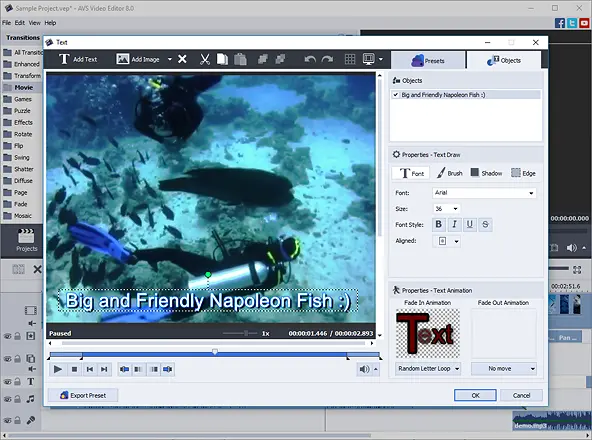 Sample Project.vep* - AVS Video Editor 8.0
File Edit View Help
Transitions
All Transiti
Enhanced
Transform
Movie
Games
Puzzle
Effects
Rotate
Flip
Swing
Shatter
Diffuse
Page
Fade
Mosaic
Projects
Text
Add Text
Add Image
Presets
Objects
Objects
Big and Friendly Napoleon Fish :)
Properties - Text Draw
Font
Brush
Shadow
Edge
Font:
Arial
Size:
36
Font Style:
B I U S
Aligned:
Big and Friendly Napoleon Fish :)
Properties - Text Animation
Fade In Animation
Fade Out Animation
Text
Random Letter Loop
No move
Paused
1x
00:00:01.446 / 00:00:02.893
Export Preset
OK
Cancel
00:00:00.000
00:02:51.6
Pan ...
T
demo.mp3